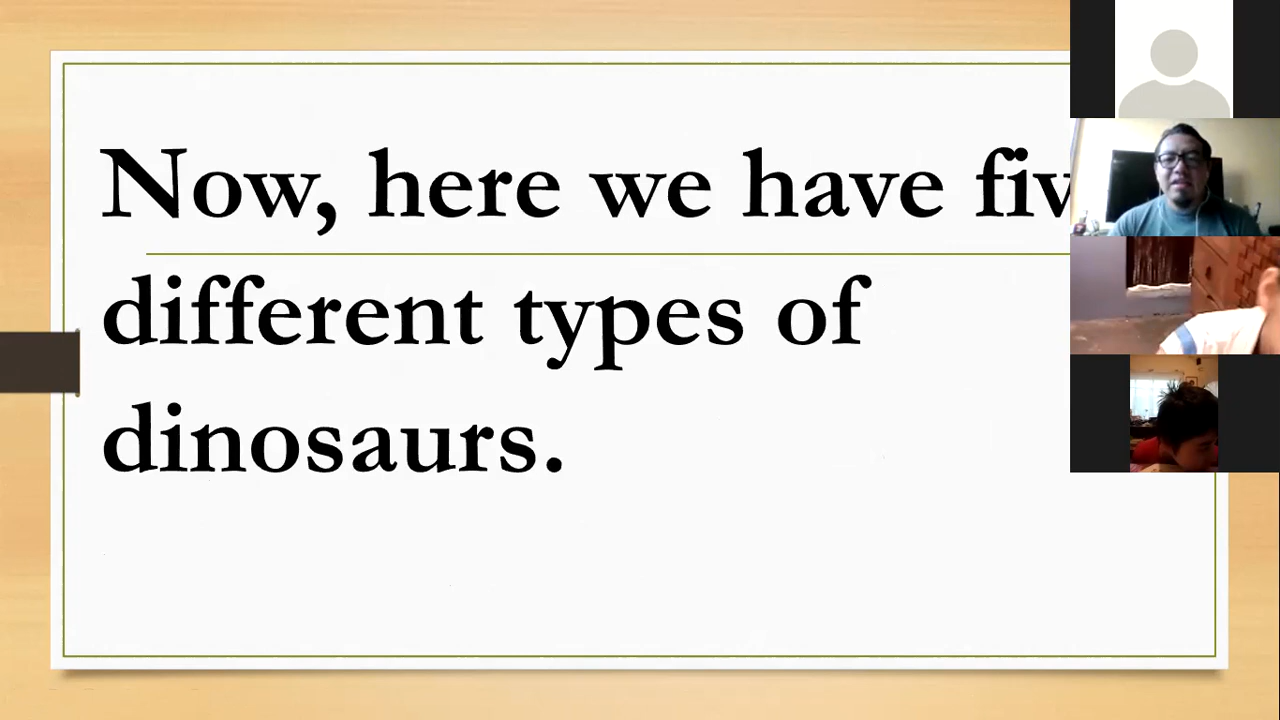 Now, here we have fiv
different types of
dinosaurs.